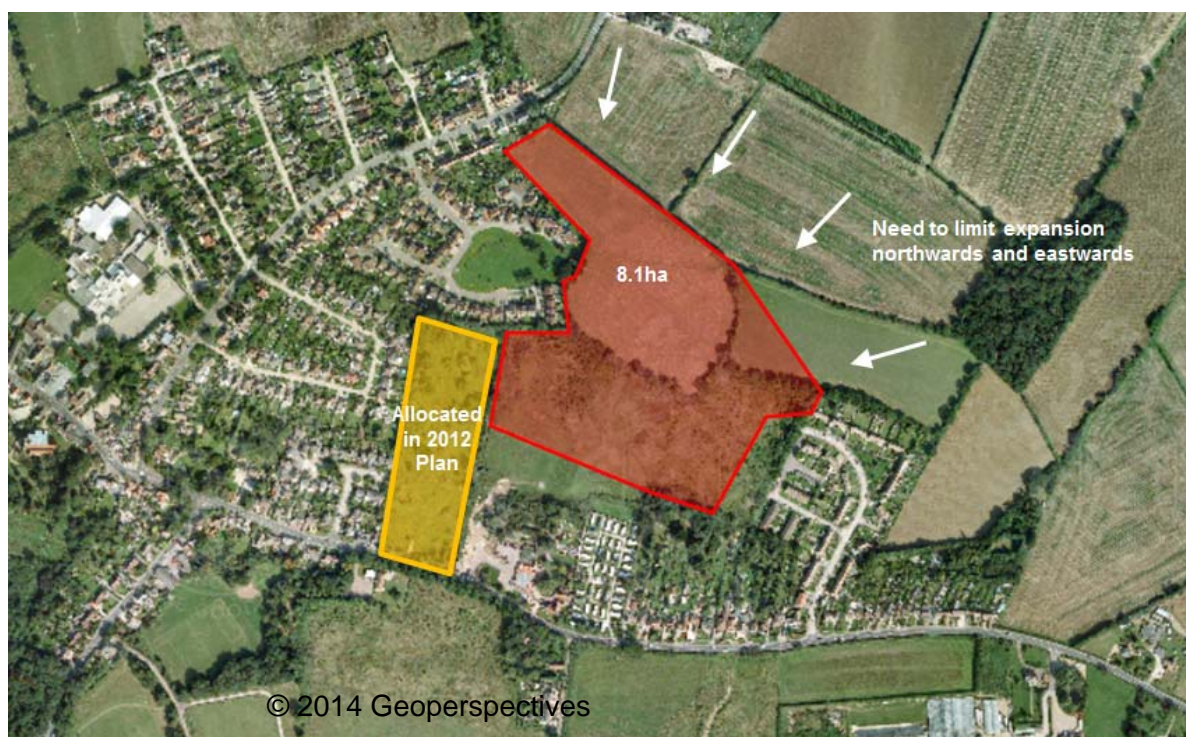 Need to limit expansion
northwards and eastwards
8.1ha
Allocated
in 2012
Plan
© 2014 Geoperspectives